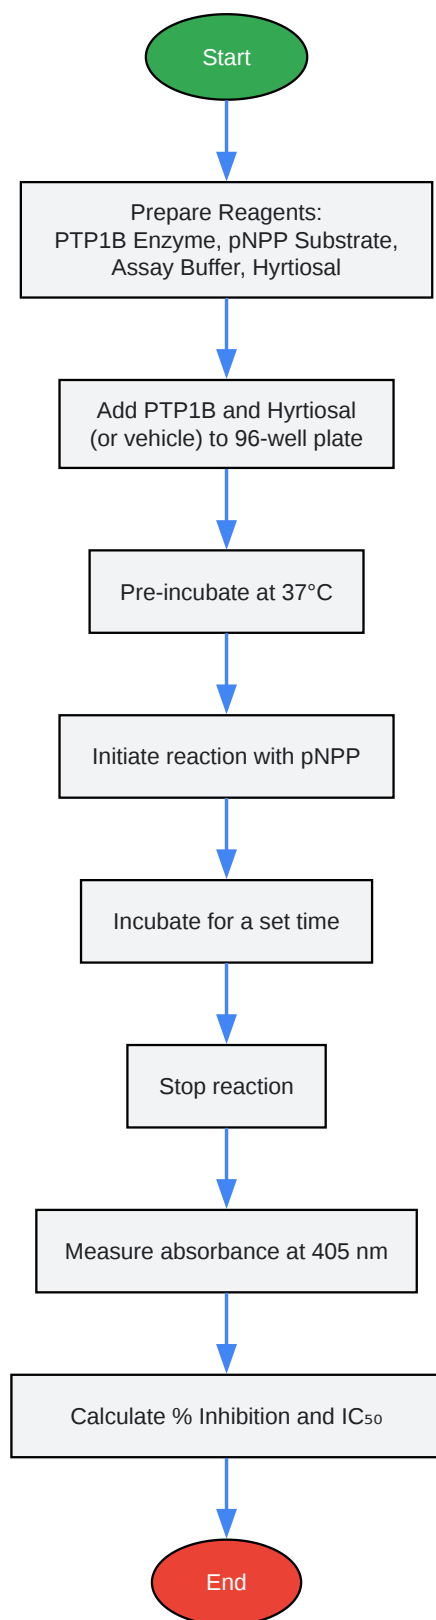 Start
Prepare Reagents:
PTP1B Enzyme, pNPP Substrate,
Assay Buffer, Hyrtiosal
Add PTP1B and Hyrtiosal
(or vehicle) to 96-well plate
Pre-incubate at 37°C
Initiate reaction with pNPP
Incubate for a set time
Stop reaction
Measure absorbance at 405 nm
Calculate % Inhibition and IC₅₀
End